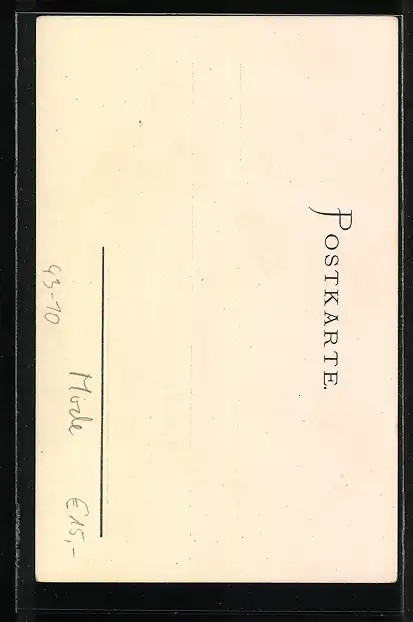 POSTKARTE.
Mode € 15,-
43-10